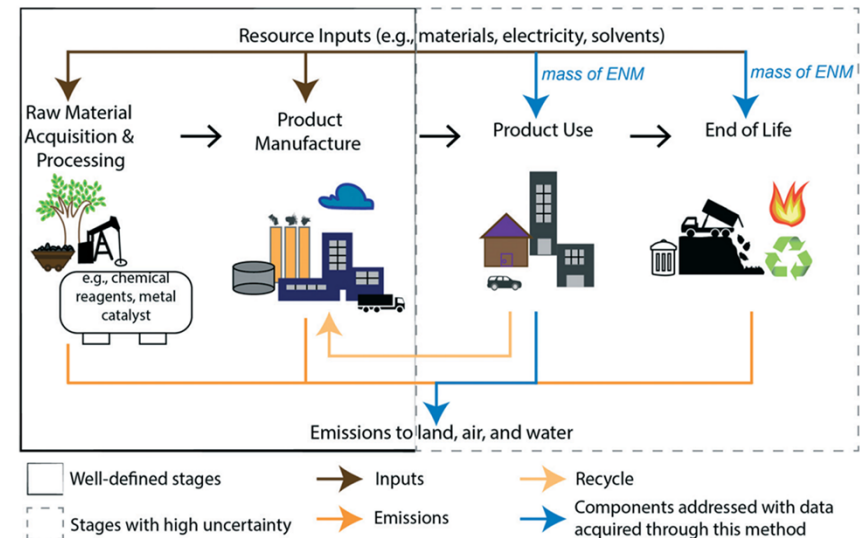 Resource Inputs (e.g., materials, electricity, solvents)
mass of ENM
mass of ENM
Raw Material
Acquisition &
Processing
Product
Manufacture
Product Use
End of Life
e.g., chemical
reagents, metal
catalyst
Emissions to land, air, and water
Well-defined stages
Inputs
Recycle
Stages with high uncertainty
Emissions
Components addressed with data
acquired through this method